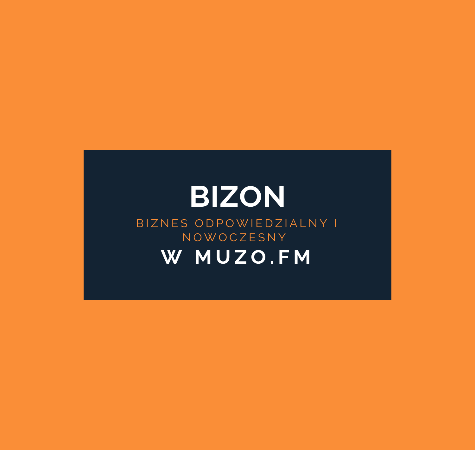 BIZON
BIZNES ODPOWIEDZIALNY I
NOWOCZESNY
W MUZO.FM